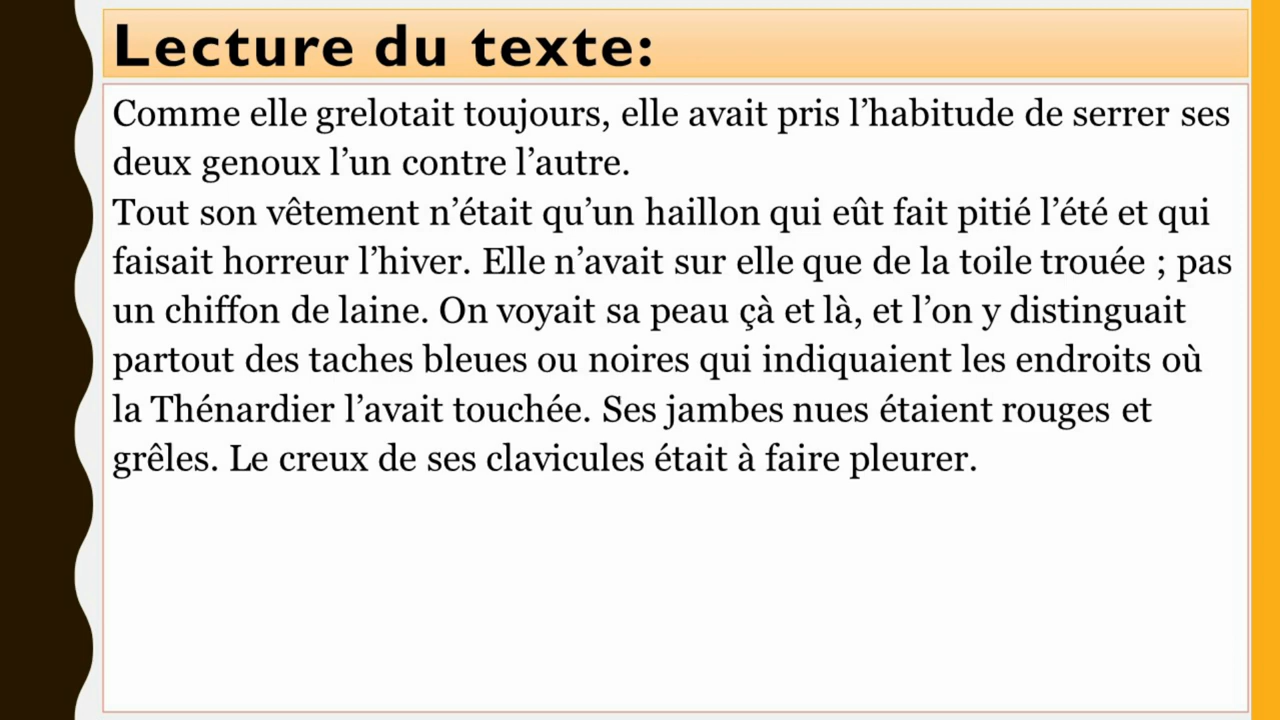 Lecture du texte:
Comme elle grelotait toujours, elle avait pris l’habitude de serrer ses
deux genoux l’un contre l’autre.
Tout son vêtement n’était qu’un haillon qui eût fait pitié l’été et qui
faisait horreur l’hiver. Elle n’avait sur elle que de la toile trouée ; pas
un chiffon de laine. On voyait sa peau çà et là, et l’on y distinguait
partout des taches bleues ou noires qui indiquaient les endroits où
la Thénardier l’avait touchée. Ses jambes nues étaient rouges et
grêles. Le creux de ses clavicules était à faire pleurer.